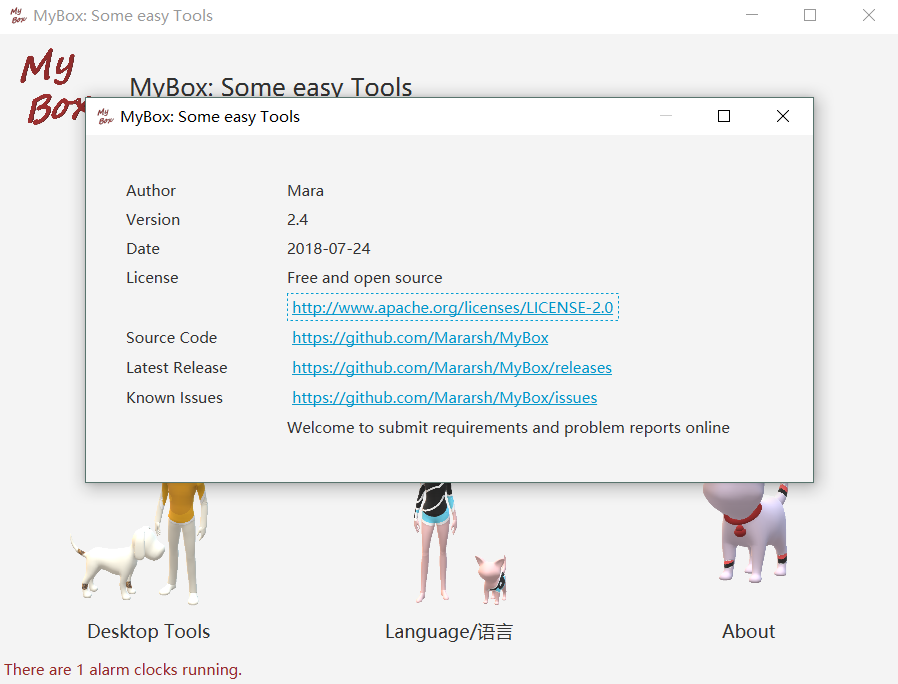 My Box MyBox: Some easy Tools
My
Box
MyBox: Some easy Tools
My Box MyBox: Some easy Tools
Author Mara
Version 2.4
Date 2018-07-24
License Free and open source
http://www.apache.org/licenses/LICENSE-2.0
Source Code https://github.com/Mararsh/MyBox
Latest Release https://github.com/Mararsh/MyBox/releases
Known Issues https://github.com/Mararsh/MyBox/issues
Welcome to submit requirements and problem reports online
Desktop Tools
Language/语言
About
There are 1 alarm clocks running.